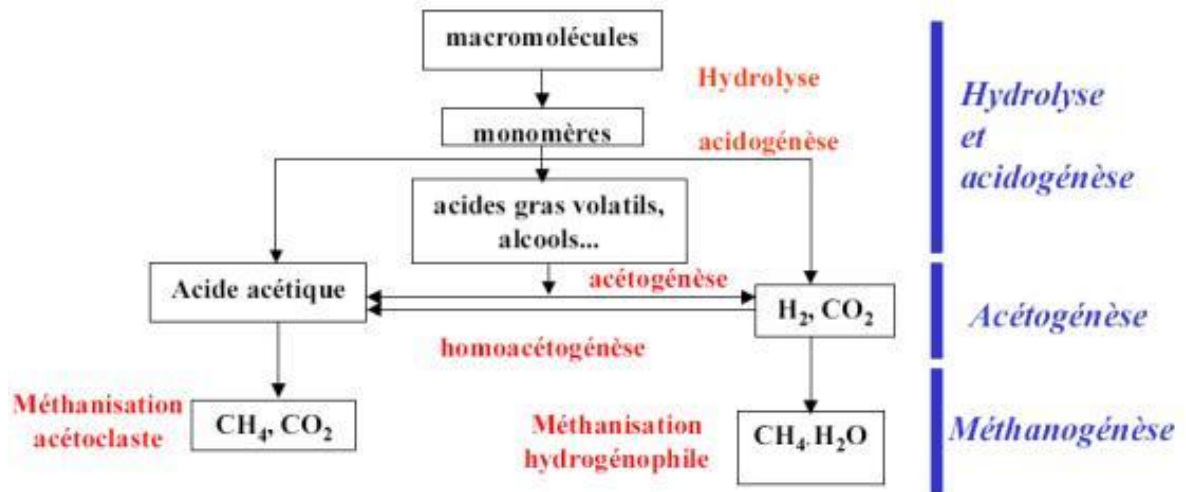 macromolécules
Hydrolyse
monomères
acidogénèse
acides gras volatils,
alcools...
Acide acétique
acétogénèse
H₂, CO₂
homoacétogénèse
Méthanisation
acétoclaste
CH₄, CO₂
Méthanisation
hydrogénophile
CH₄. H₂O
Hydrolyse
et
acidogénèse
Acétogénèse
Méthanogénèse